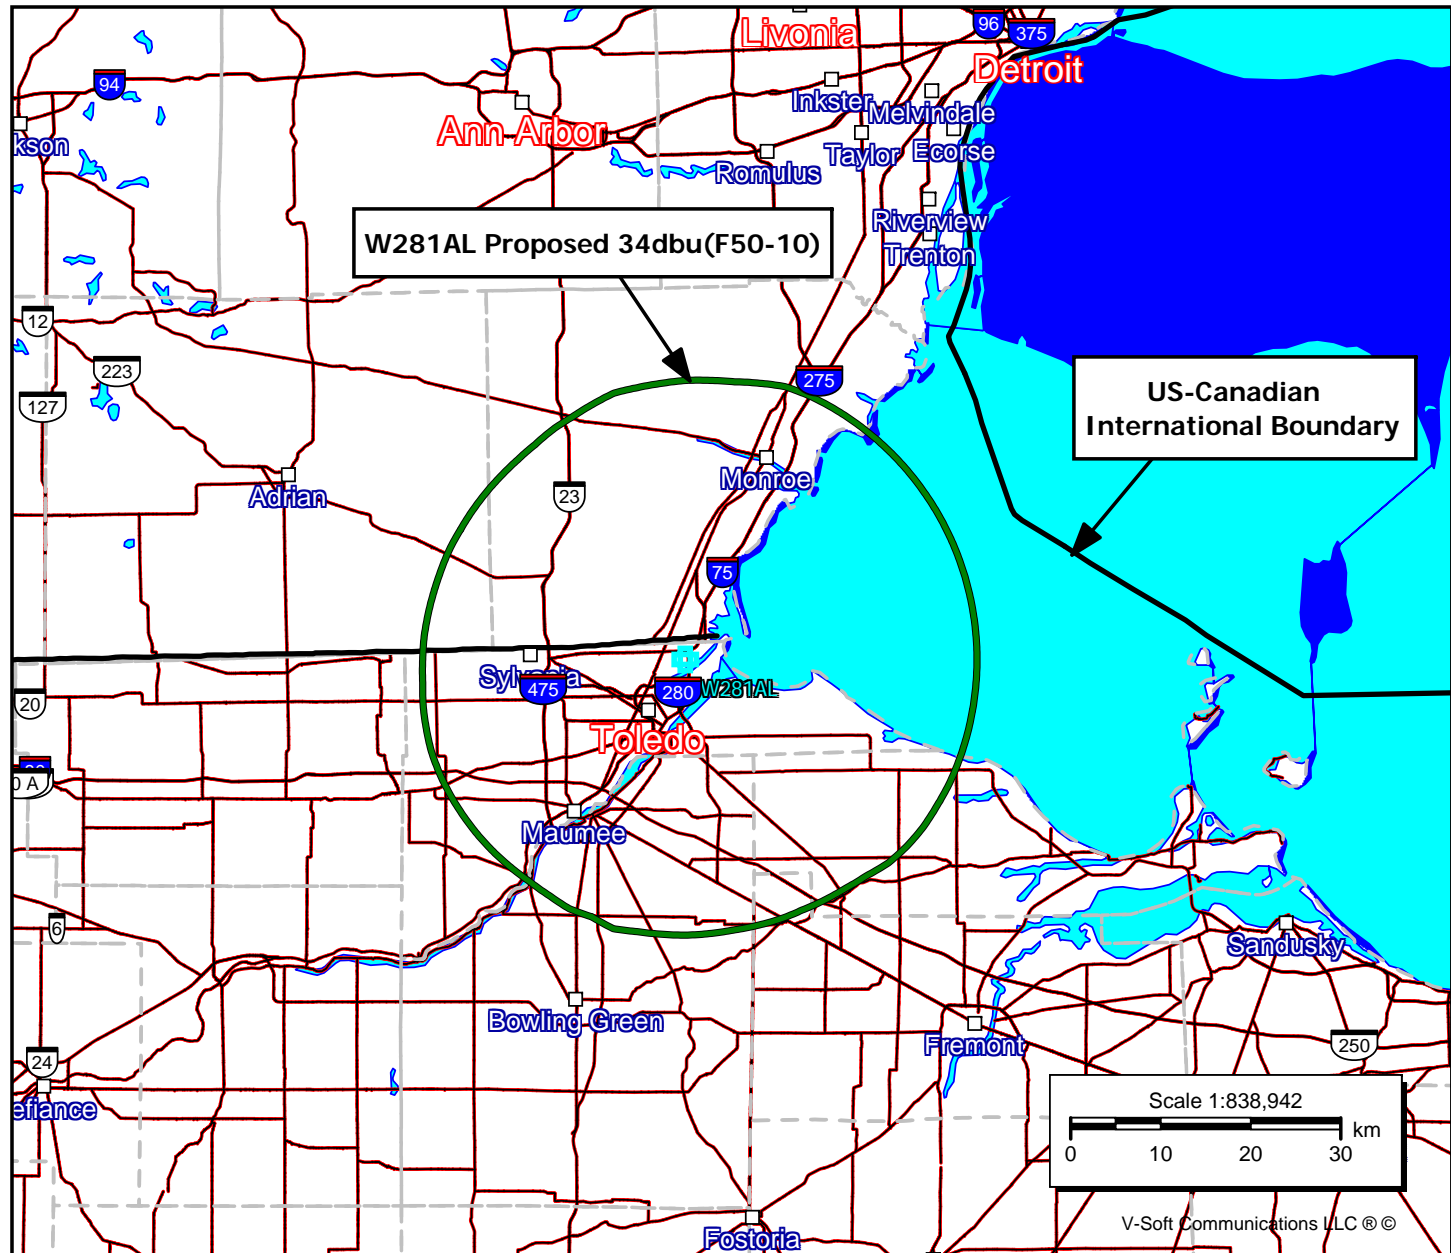 Livonia
96
375
Detroit
94
Inkster
Melvindale
Ann Arbor
kson
Taylor
Ecorse
Romulus
Riverview
W281AL Proposed 34dbu(F50-10)
Trenton
12
223
275
127
US-Canadian
International Boundary
Monroe
Adrian
23
75
Sylvania
475
280
W281AL
20
Toledo
0 A
Maumee
6
Sandusky
Bowling Green
Fremont
250
24
efiance
Scale 1:838,942
km
0 10 20 30
V-Soft Communications LLC ® ©
Fostoria